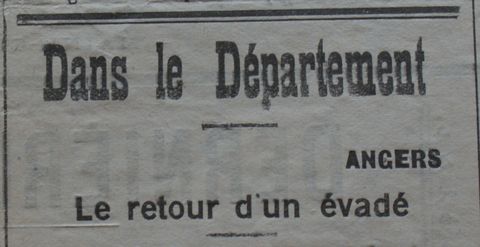 Dans le Département
ANGERS
Le retour d'un évadé